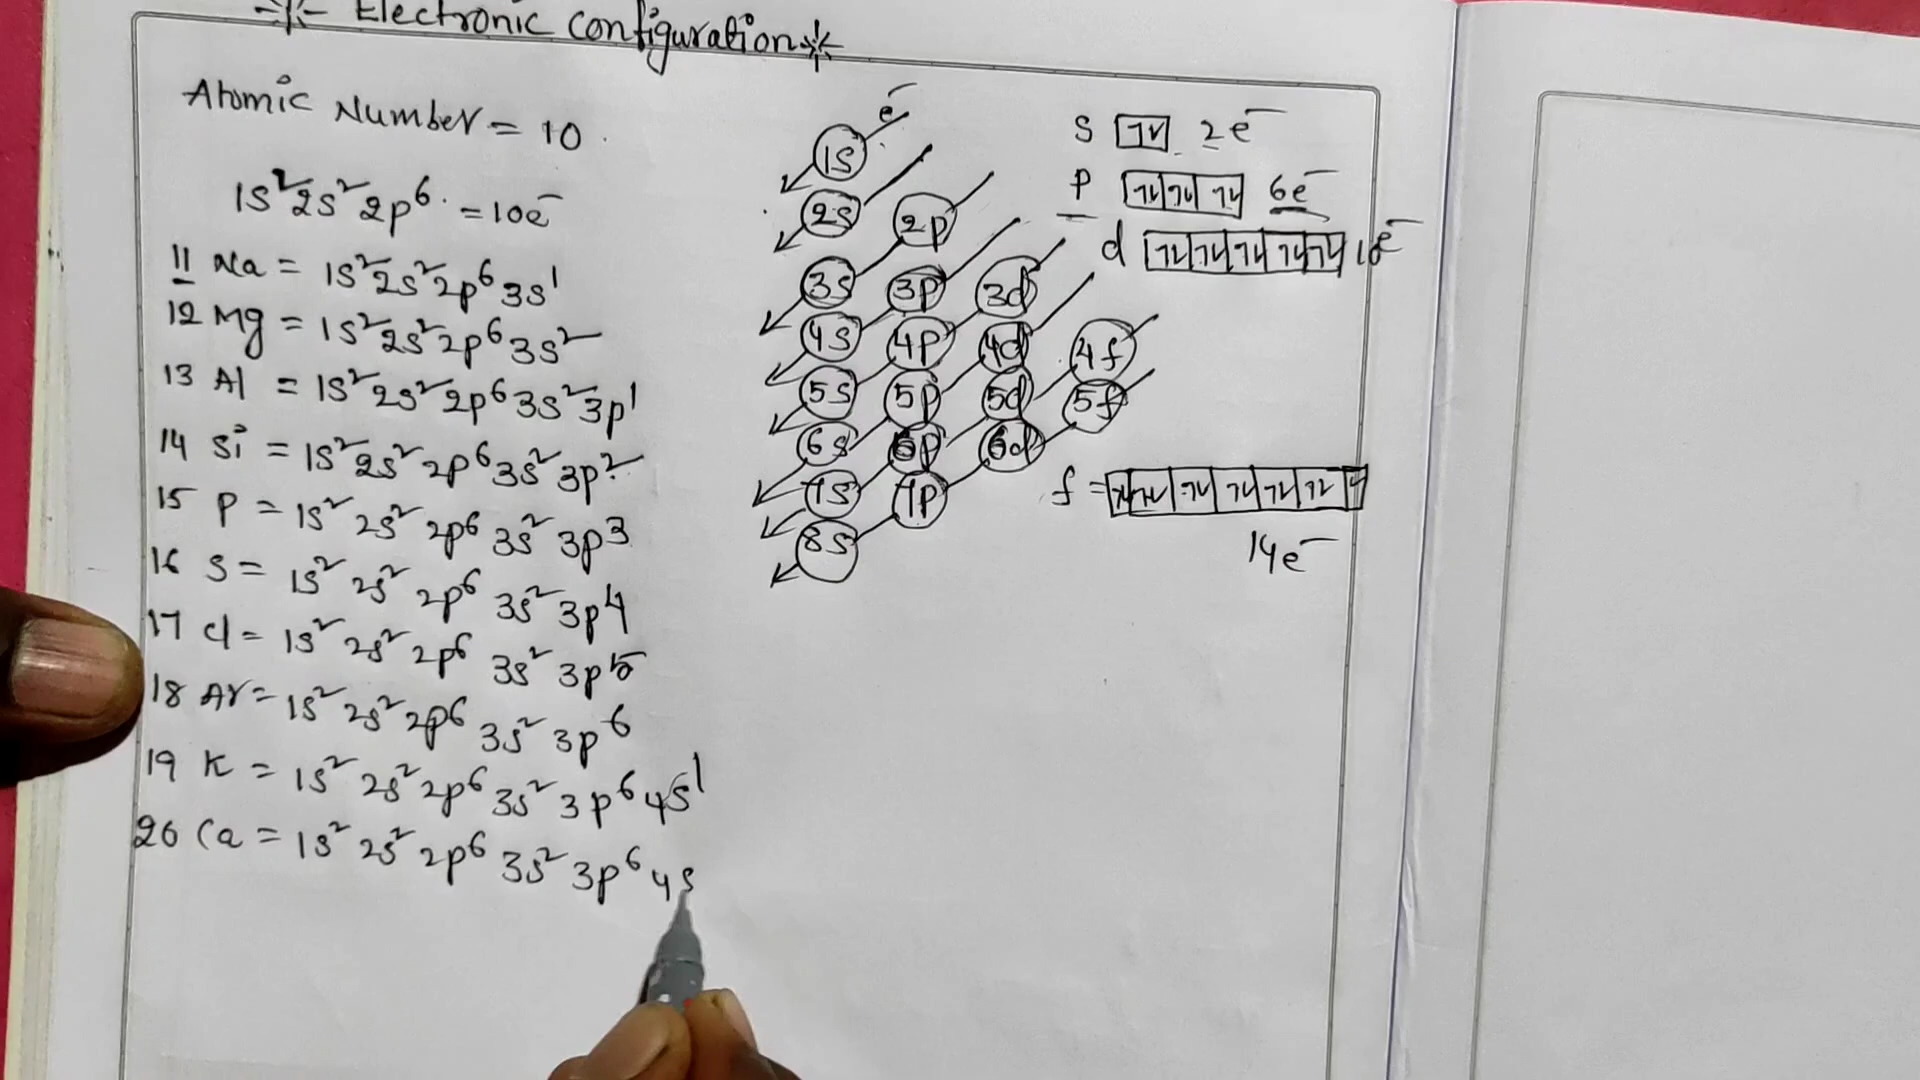 Electronic Configuration
Atomic Number = 10
1s² 2s² 2p⁶ = 10e⁻
11 Na = 1s² 2s² 2p⁶ 3s¹
12 Mg = 1s² 2s² 2p⁶ 3s²
13 Al = 1s² 2s² 2p⁶ 3s² 3p¹
14 Si = 1s² 2s² 2p⁶ 3s² 3p²
15 P = 1s² 2s² 2p⁶ 3s² 3p³
16 S = 1s² 2s² 2p⁶ 3s² 3p⁴
17 Cl = 1s² 2s² 2p⁶ 3s² 3p⁵
18 Ar = 1s² 2s² 2p⁶ 3s² 3p⁶
19 K = 1s² 2s² 2p⁶ 3s² 3p⁶ 4s¹
20 Ca = 1s² 2s² 2p⁶ 3s² 3p⁶ 4s
e⁻
1s
2s 2p
3s 3p 3d
4s 4p 4d 4f
5s 5p 5d 5f
6s 6p 6d
7s 7p
8s
s 2e⁻
p 6e⁻
d 10e⁻
f =
14e⁻